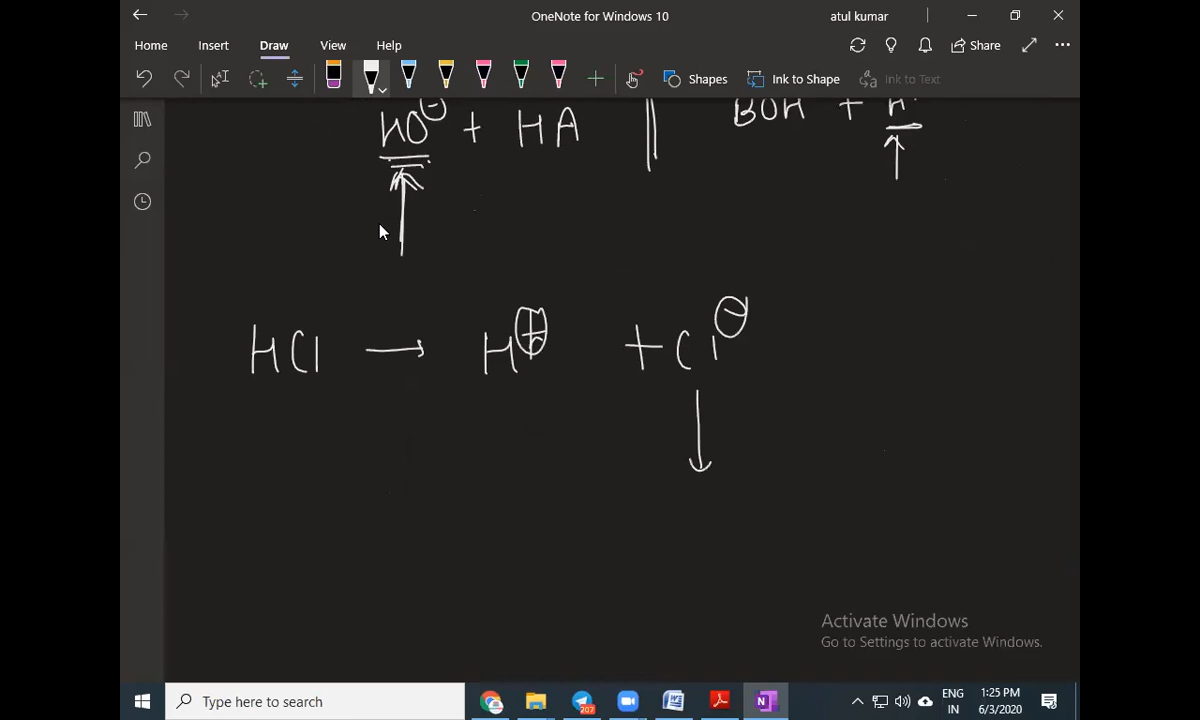 OneNote for Windows 10
atul kumar
Home Insert Draw View Help
Share
Shapes Ink to Shape Ink to Text
HO⊖ + HA BOH +
HCl → H⊕ + Cl⊖
Activate Windows
Go to Settings to activate Windows.
207
Type here to search
ENG 1:25 PM
IN 6/3/2020